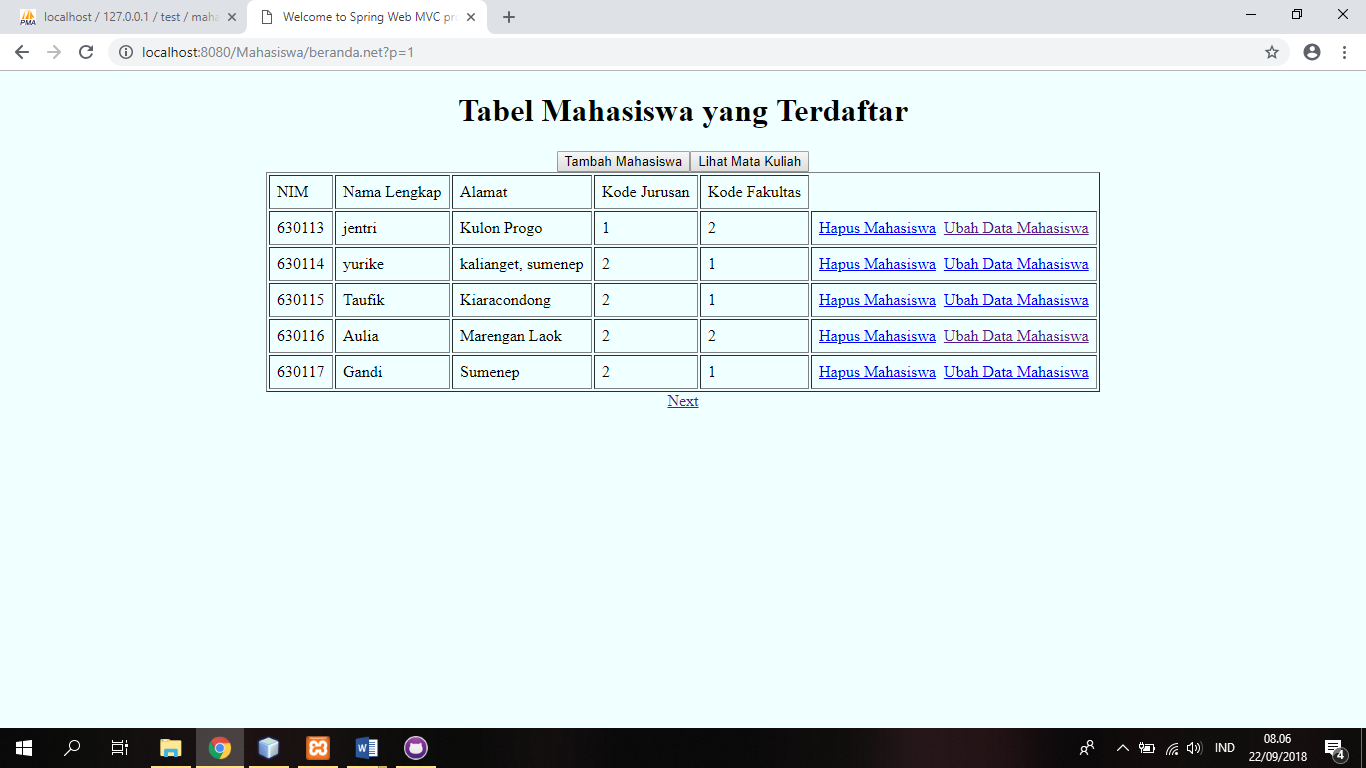 PMA localhost / 127.0.0.1 / test / maha
Welcome to Spring Web MVC pro
localhost:8080/Mahasiswa/beranda.net?p=1
Tabel Mahasiswa yang Terdaftar
Tambah Mahasiswa Lihat Mata Kuliah
NIM Nama Lengkap Alamat Kode Jurusan Kode Fakultas
630113 jentri Kulon Progo 1 2 Hapus Mahasiswa Ubah Data Mahasiswa
630114 yurike kalianget, sumenep 2 1 Hapus Mahasiswa Ubah Data Mahasiswa
630115 Taufik Kiaracondong 2 1 Hapus Mahasiswa Ubah Data Mahasiswa
630116 Aulia Marengan Laok 2 2 Hapus Mahasiswa Ubah Data Mahasiswa
630117 Gandi Sumenep 2 1 Hapus Mahasiswa Ubah Data Mahasiswa
Next
IND
08.06
22/09/2018
4